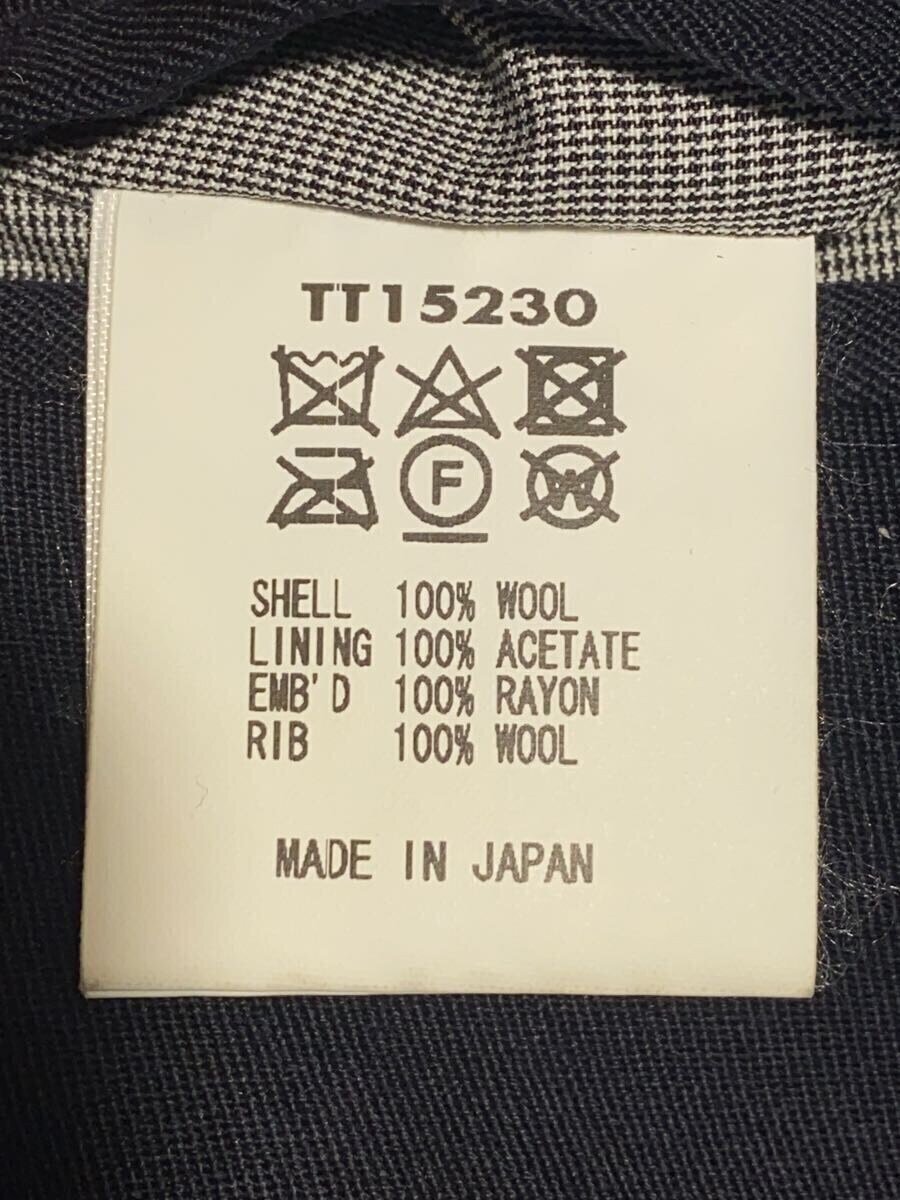 TT15230
F W
SHELL 100% WOOL
LINING 100% ACETATE
EMB'D 100% RAYON
RIB 100% WOOL
MADE IN JAPAN